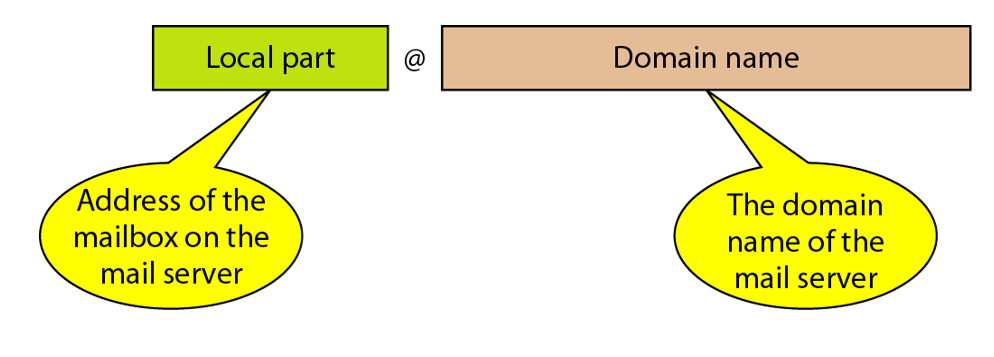 Local part @ Domain name
Address of the
mailbox on the
mail server
The domain
name of the
mail server